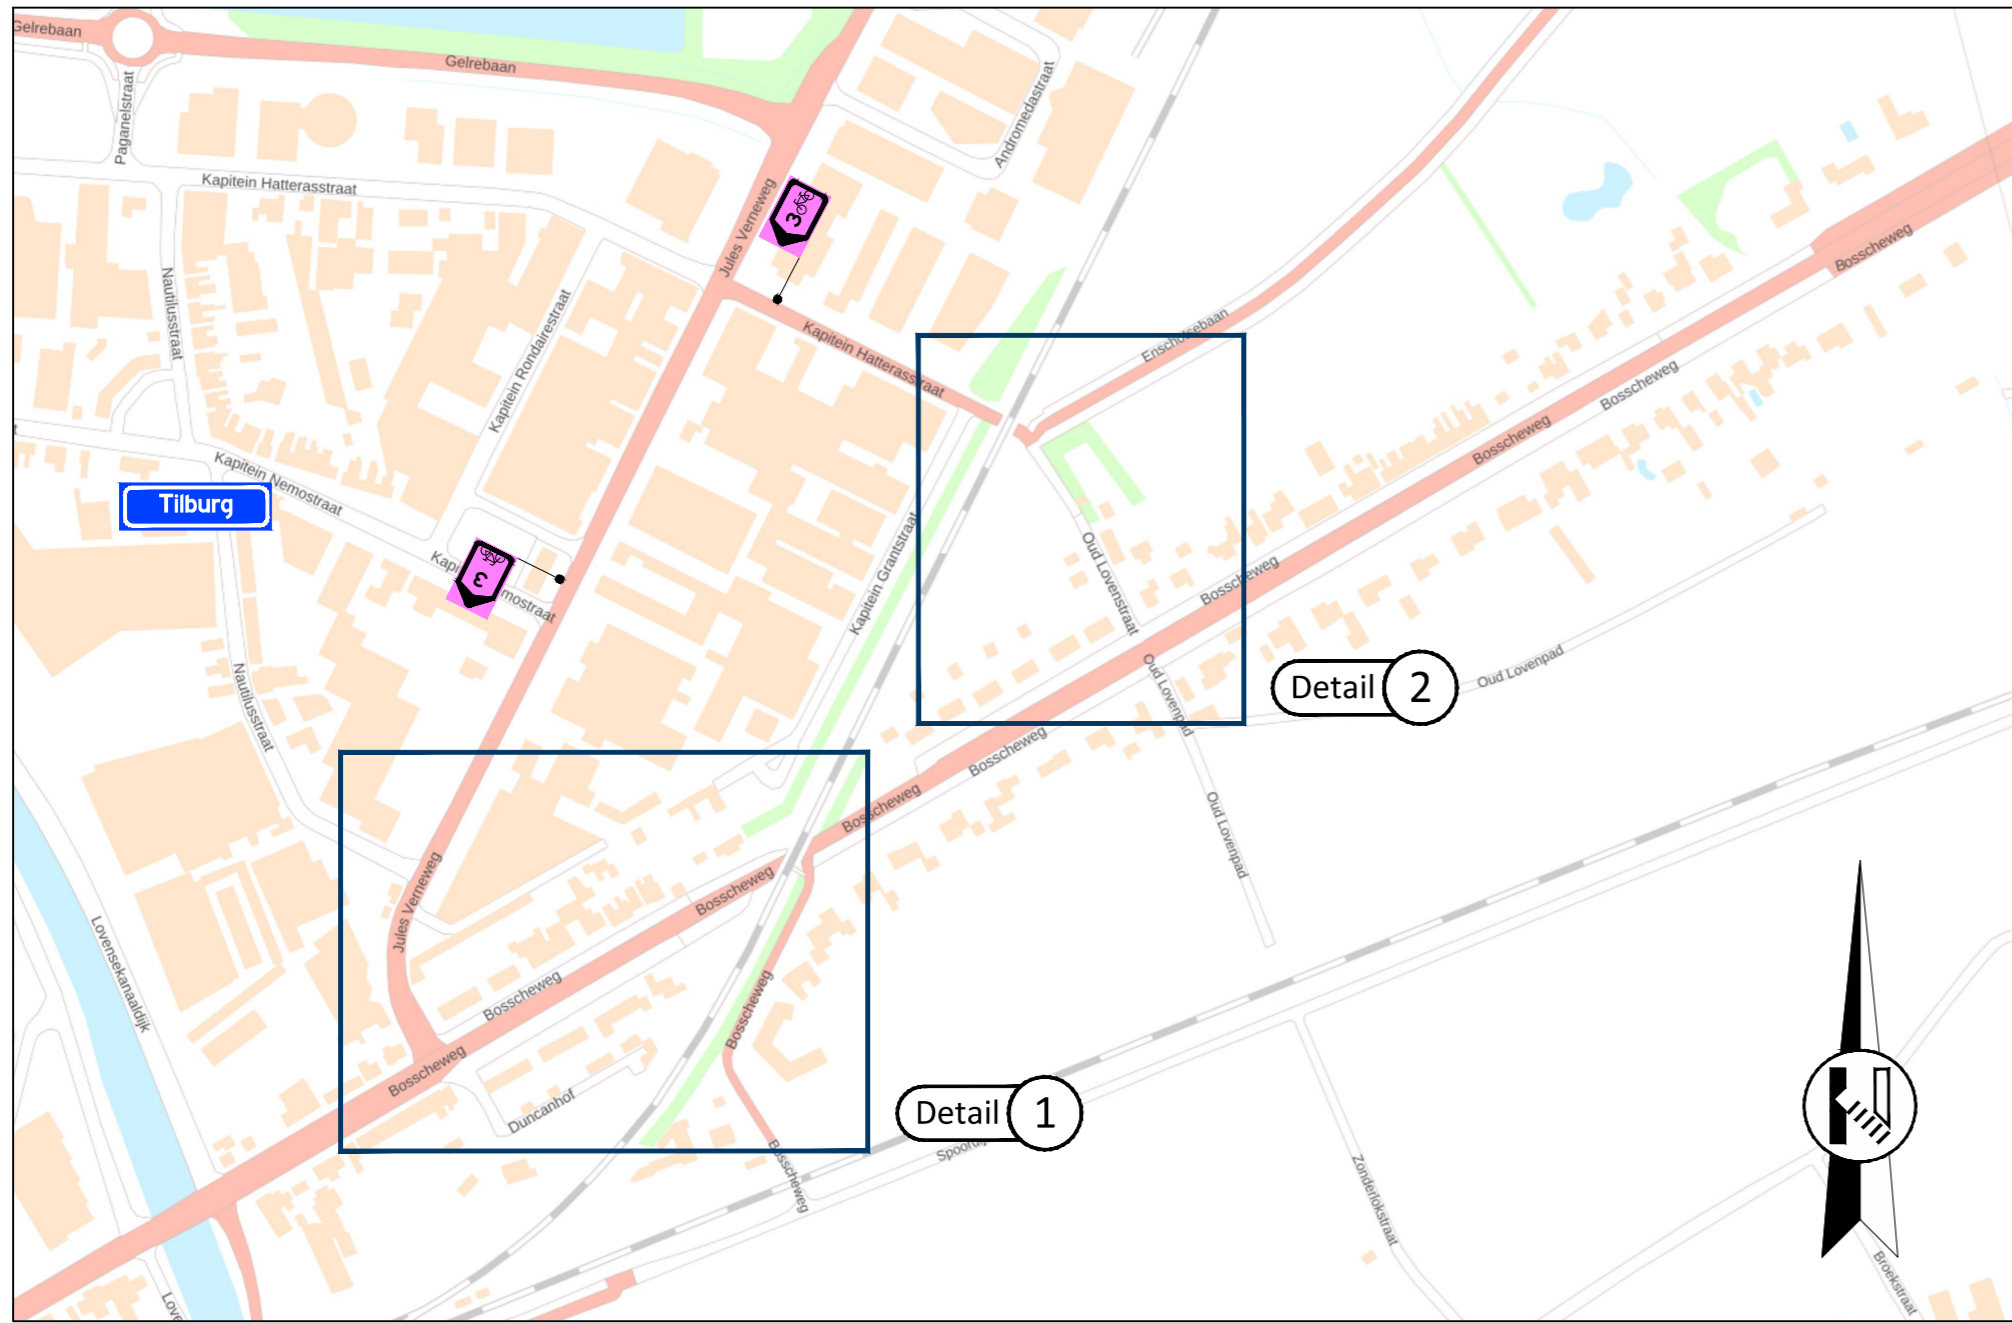 Gelrebaan
Gelrebaan
Paganelstraat
Andromedastraat
Kapitein Hatterasstraat
Jules Verneweg
3
Bosscheweg
Nautilusstraat
Kapitein Rondairestraat
Kapitein Hatterasstraat
Enschotsebaan
Bosscheweg
Bosscheweg
Kapitein Nemostraat
Tilburg
3
mostraat
Kapitein Grantstraat
Oud Lovenstraat
Bosscheweg
Nautilusstraat
Oud Lovenpad
Detail 2
Oud Lovenpad
Bosscheweg
Bosscheweg
Oud Lovenpad
Jules Verneweg
Bosscheweg
Lovensekanaaldijk
Bosscheweg
Bosscheweg
Bosscheweg
Duncanhof
Detail 1
Bosscheweg
Zonderlokstraat
Broekstraat